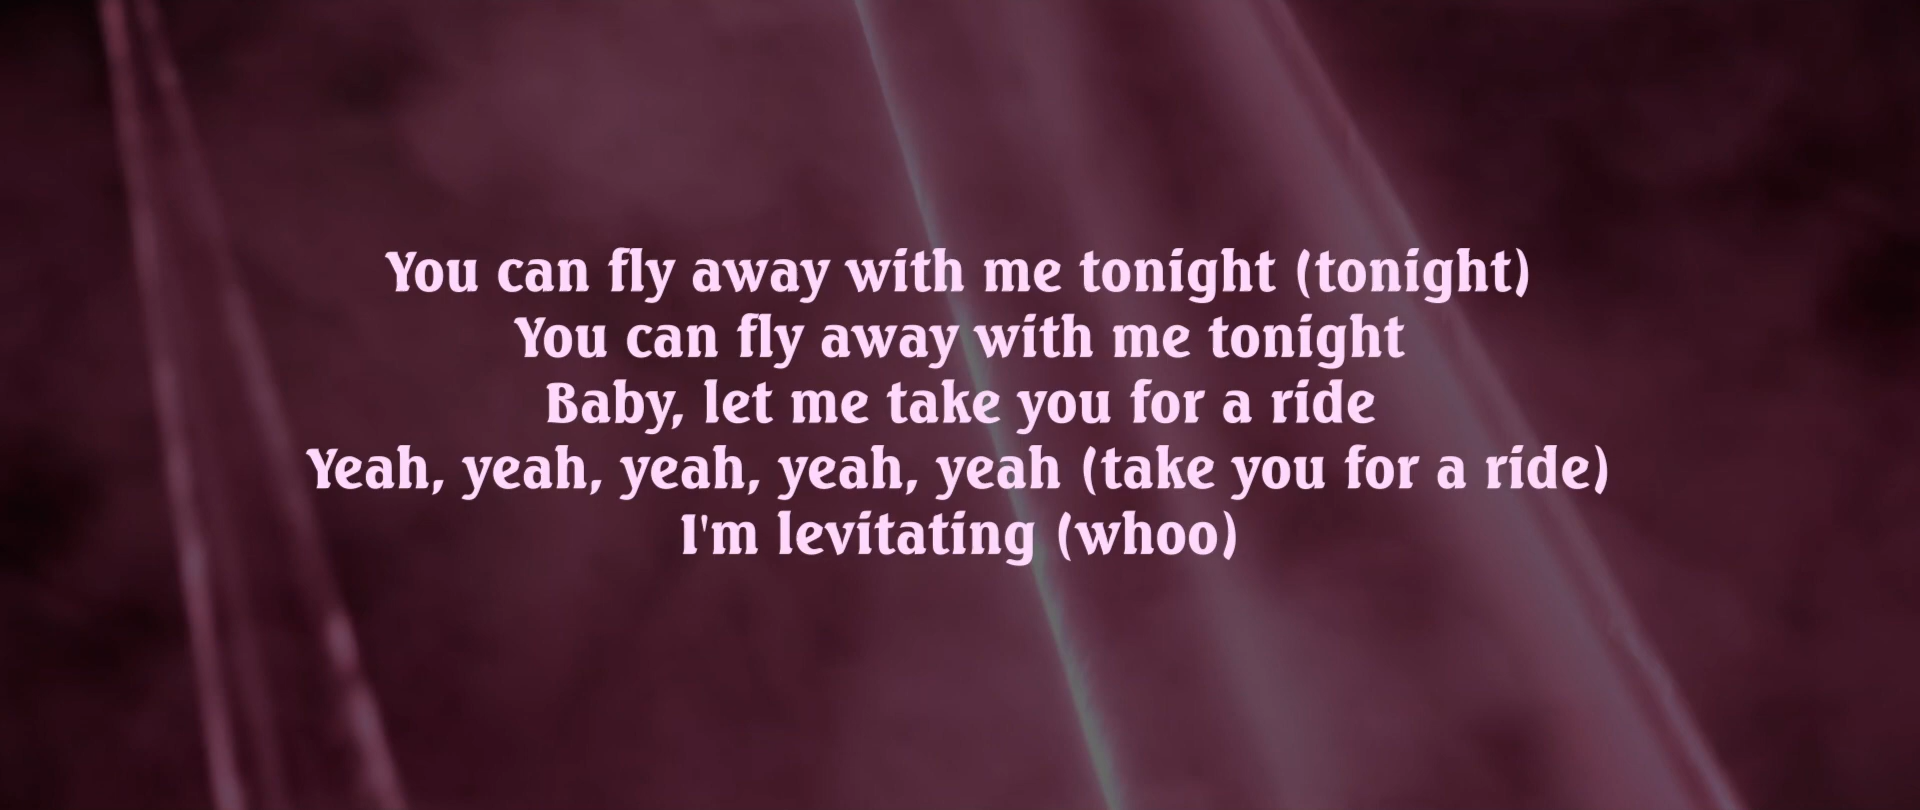 You can fly away with me tonight (tonight)
You can fly away with me tonight
Baby, let me take you for a ride
Yeah, yeah, yeah, yeah, yeah (take you for a ride)
I'm levitating (whoo)